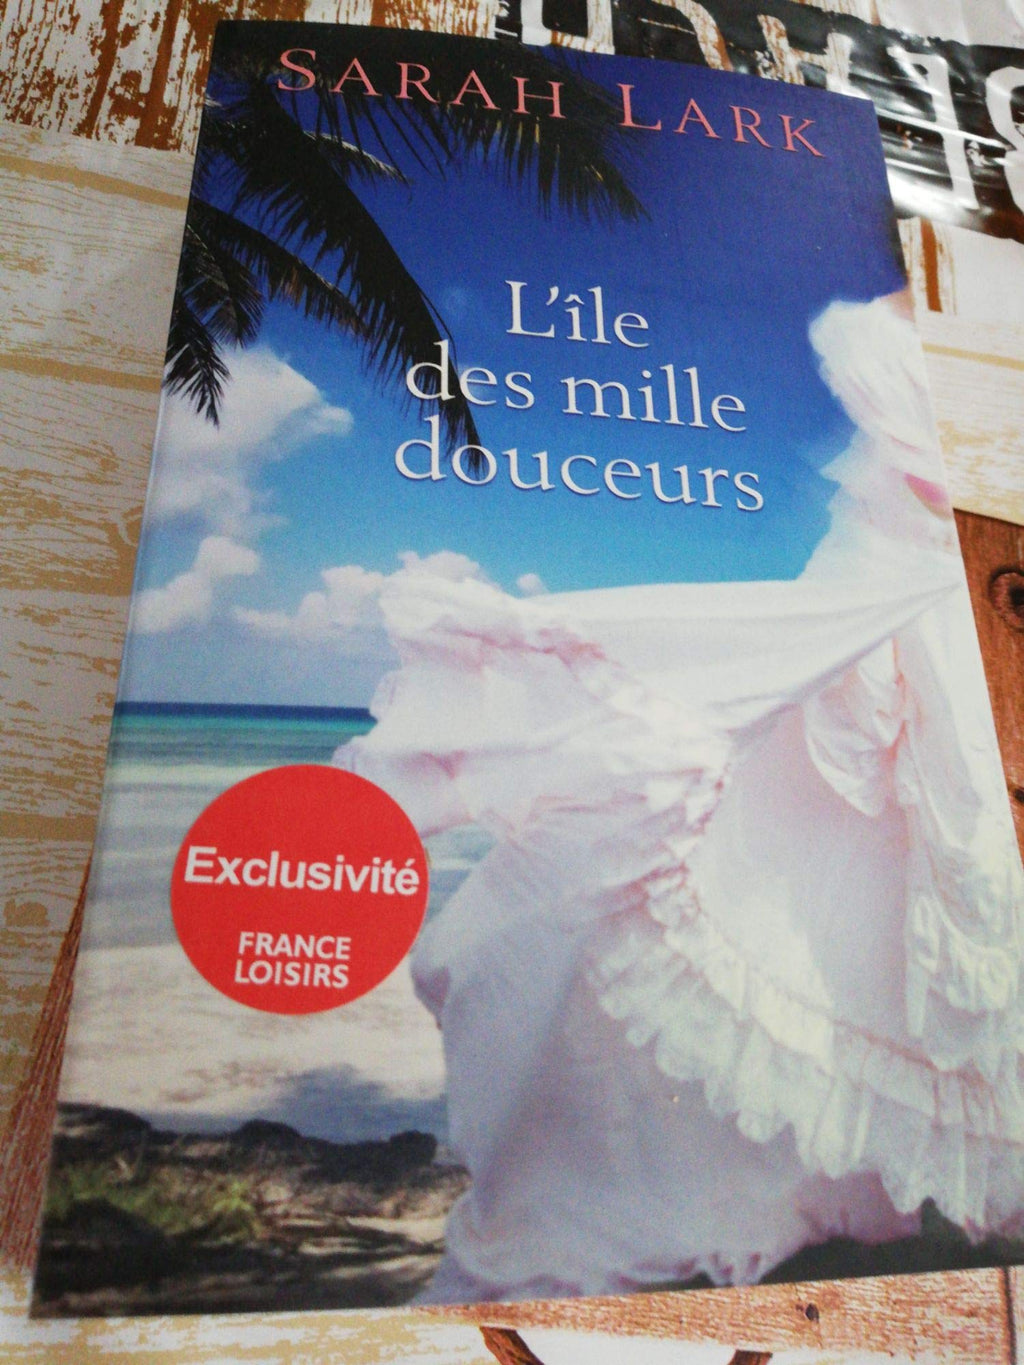 SARAH LARK
L'île
des mille
douceurs
Exclusivité
FRANCE
LOISIRS